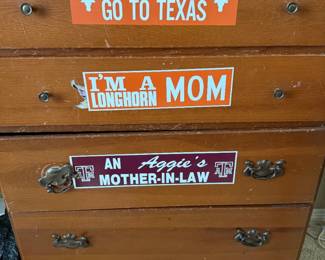 GO TO TEXAS
I'M A
LONGHORN MOM
AN Aggie's
MOTHER-IN-LAW